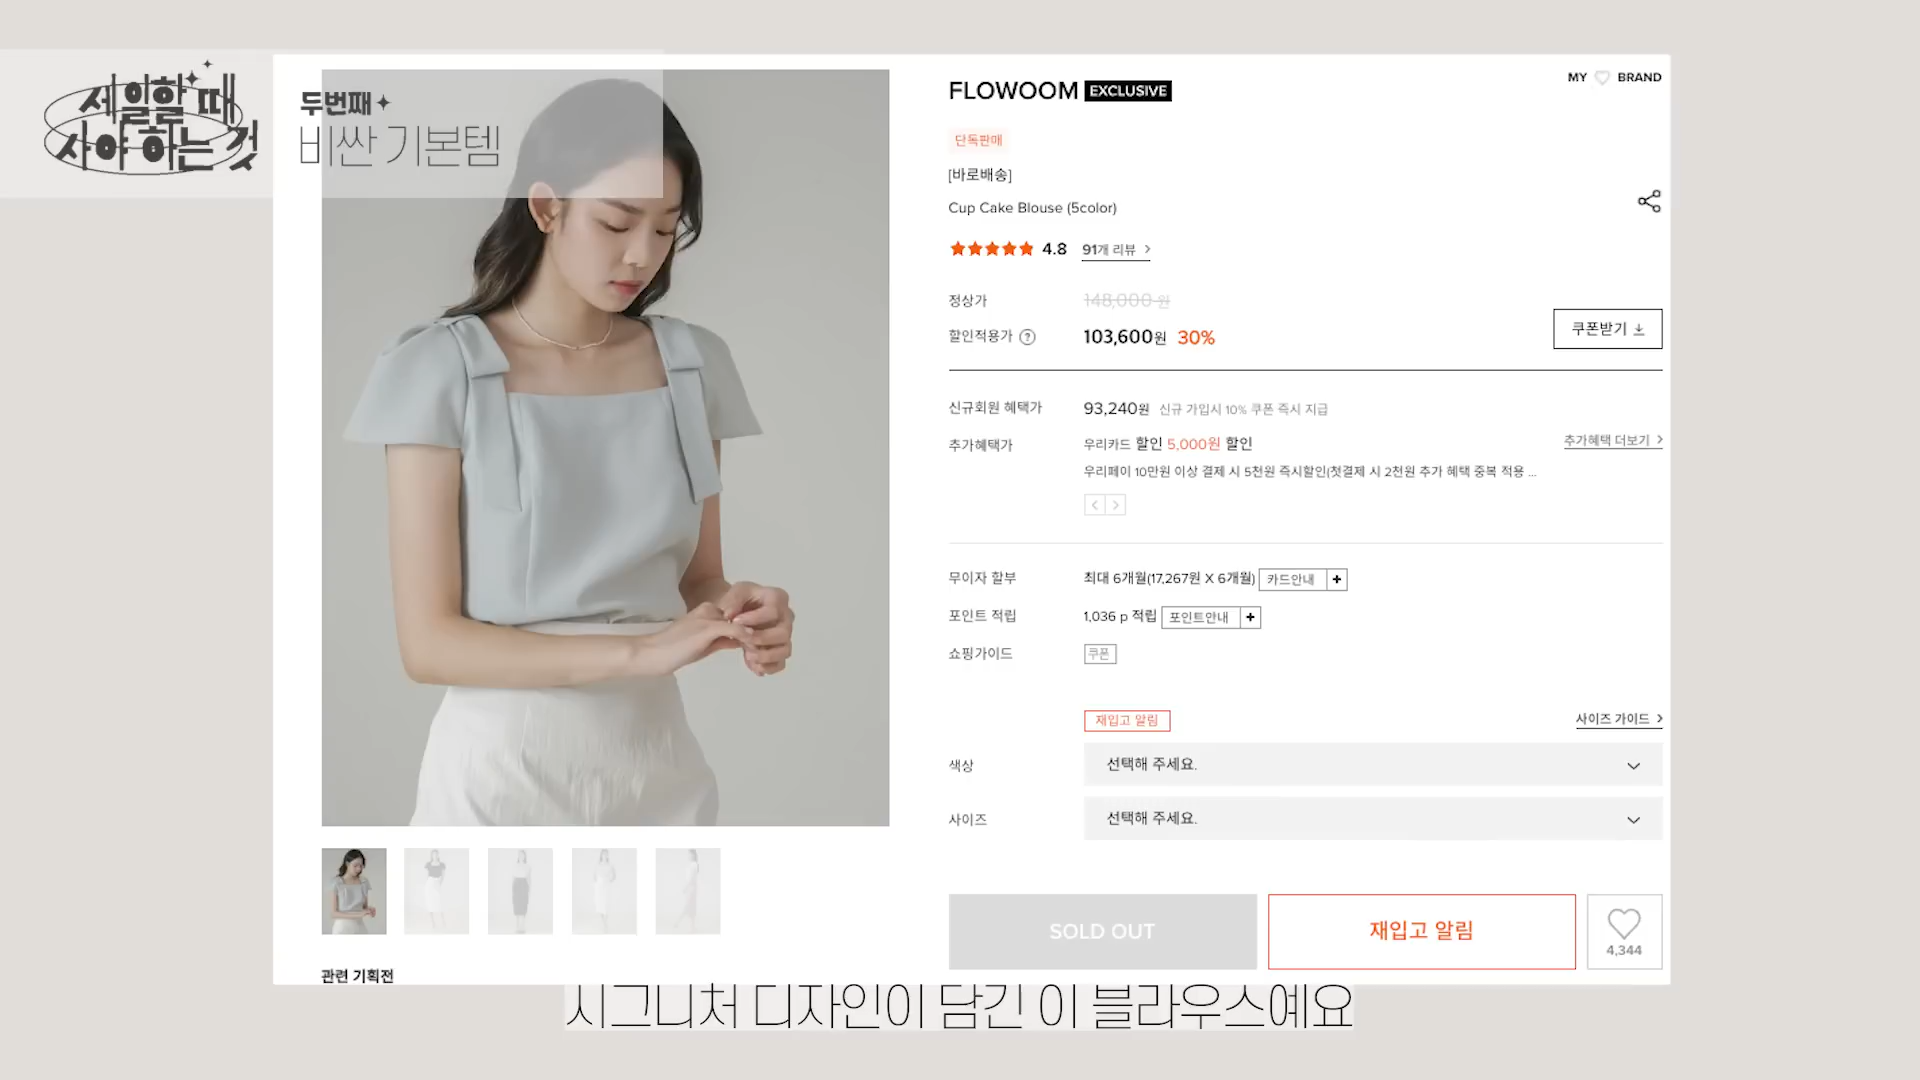 세일할 때
사야 하는 것
두번째
비싼 기본템
FLOWOOM EXCLUSIVE
MY BRAND
단독판매
[바로배송]
Cup Cake Blouse (5color)
4.8 91개 리뷰 >
정상가 148,000 원
할인적용가 ? 103,600원 30%
쿠폰받기
신규회원 혜택가 93,240원 신규 가입시 10% 쿠폰 즉시 지급
추가혜택가 우리카드 할인 5,000원 할인
추가혜택 더보기 >
우리페이 10만원 이상 결제 시 5천원 즉시할인(첫결제 시 2천원 추가 혜택 중복 적용 ...
무이자 할부 최대 6개월(17,267원 X 6개월) 카드안내 +
포인트 적립 1,036 p 적립 포인트안내 +
쇼핑가이드 쿠폰
재입고 알림
사이즈 가이드 >
색상 선택해 주세요.
사이즈 선택해 주세요.
SOLD OUT
재입고 알림
4,344
관련 기획전
시그니처 디자인이 담긴 이 블라우스예요